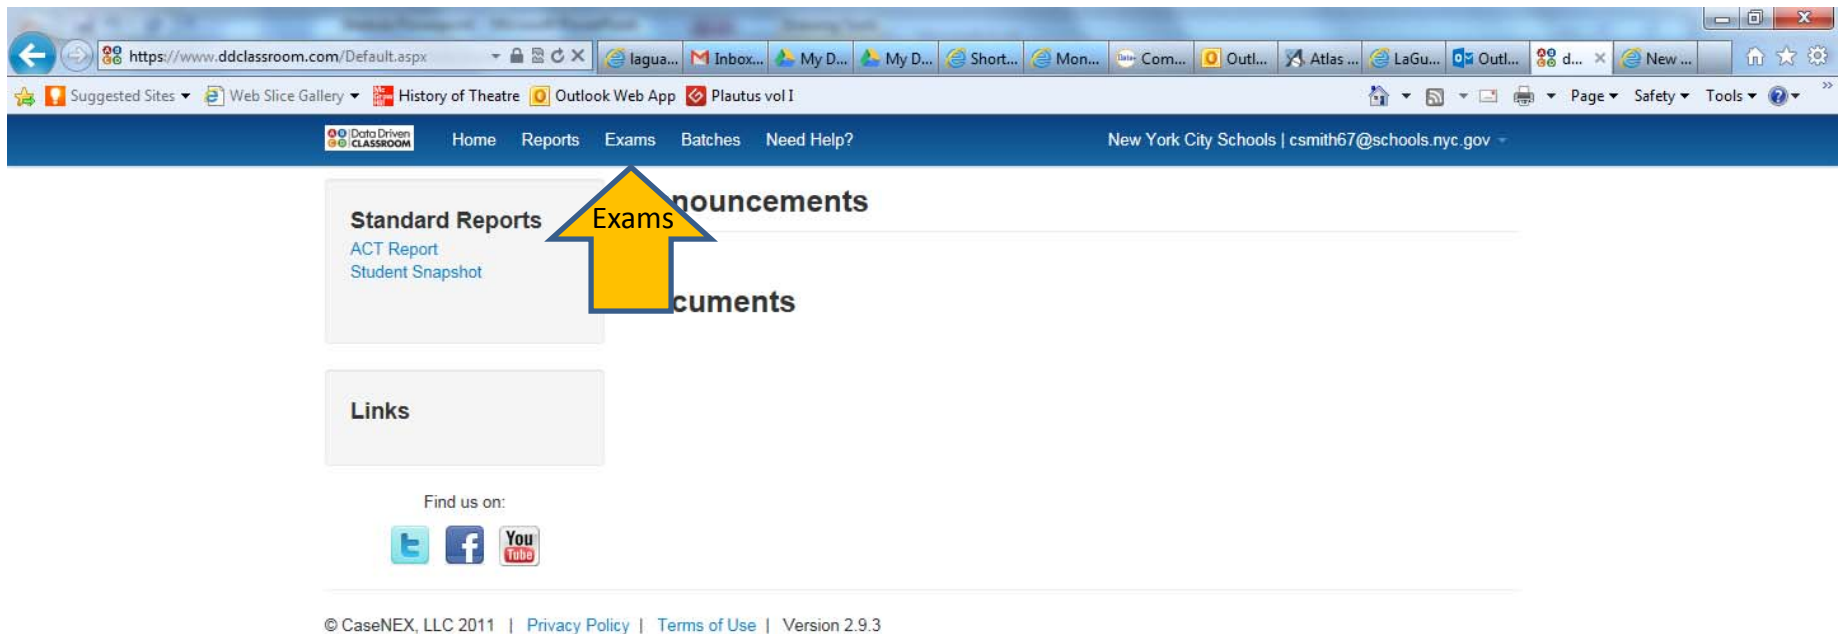 https://www.ddclassroom.com/Default.aspx lagua... Inbox... My D... My D... Short... Mon... Com... Outl... Atlas ... LaGu... Outl... d... New ...
Suggested Sites Web Slice Gallery History of Theatre Outlook Web App Plautus vol I Page Safety Tools
Data Driven CLASSROOM Home Reports Exams Batches Need Help? New York City Schools | csmith67@schools.nyc.gov
Exams
nouncements
Standard Reports
ACT Report
Student Snapshot
cuments
Links
Find us on:
You Tube
© CaseNEX, LLC 2011 | Privacy Policy | Terms of Use | Version 2.9.3